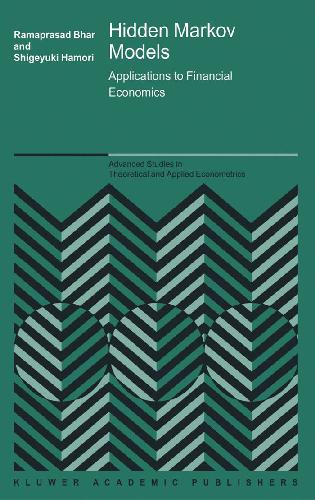 Ramaprasad Bhar
and
Shigeyuki Hamori
Hidden Markov
Models
Applications to Financial
Economics
Advanced Studies in
Theoretical and Applied Econometrics
KLUWER ACADEMIC PUBLISHERS